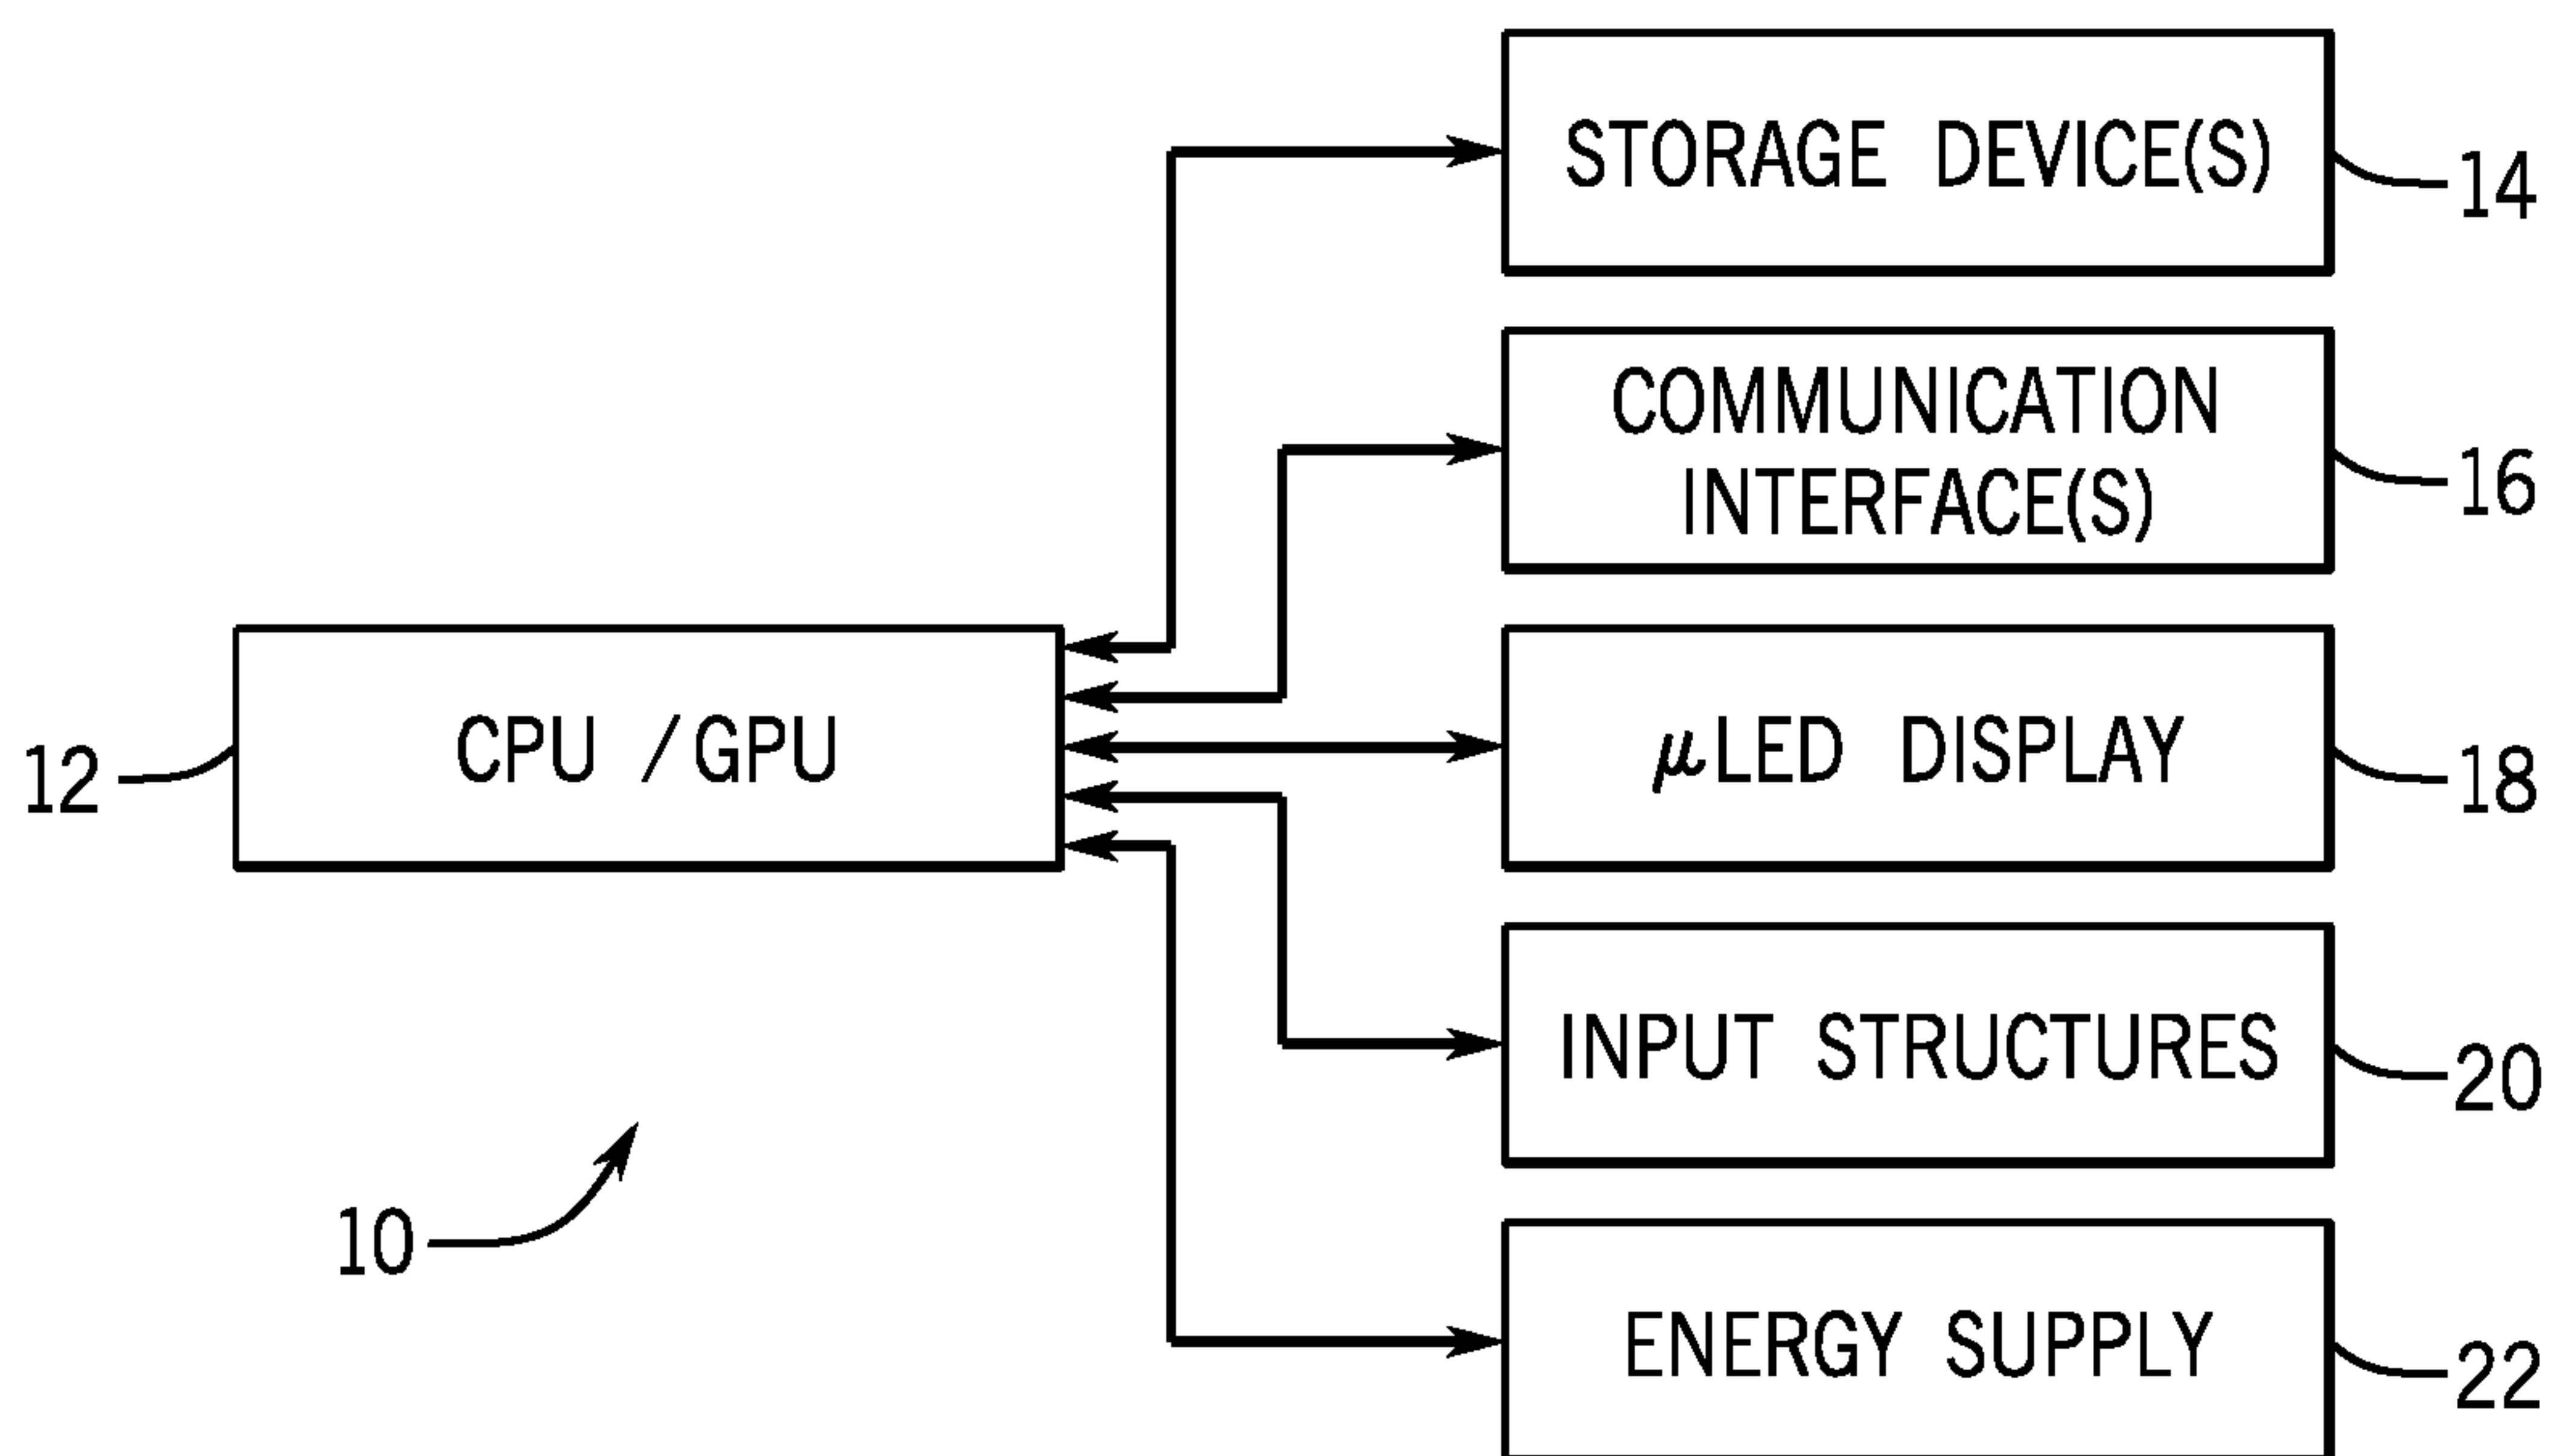 STORAGE DEVICE(S)
14
COMMUNICATION
INTERFACE(S)
16
12
CPU /GPU
μLED DISPLAY
18
INPUT STRUCTURES
20
10
ENERGY SUPPLY
22